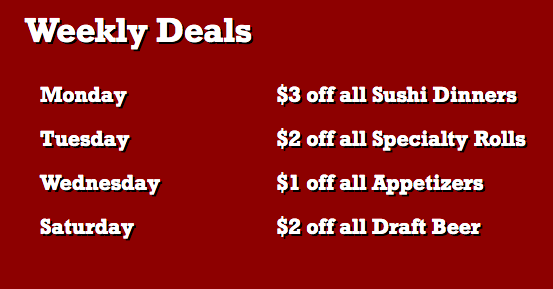 Weekly Deals
Monday $3 off all Sushi Dinners
Tuesday $2 off all Specialty Rolls
Wednesday $1 off all Appetizers
Saturday $2 off all Draft Beer